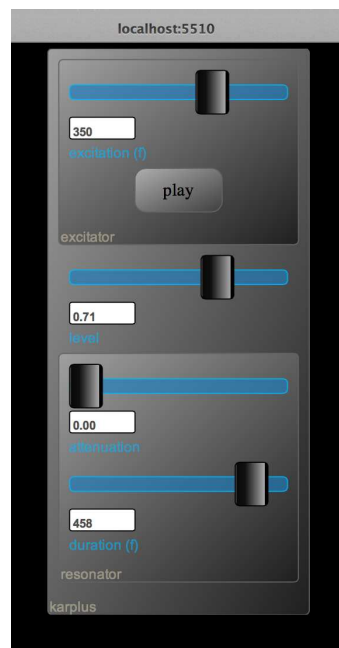 localhost:5510
350
excitation (f)
play
excitator
0.71
level
0.00
attenuation
458
duration (f)
resonator
karplus